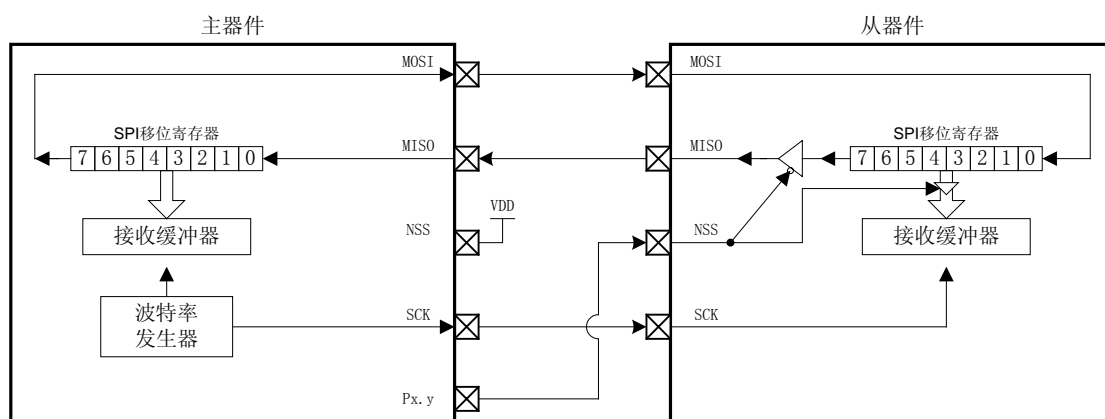 主器件
从器件
MOSI
MOSI
SPI移位寄存器
7 6 5 4 3 2 1 0
MISO
MISO
SPI移位寄存器
7 6 5 4 3 2 1 0
VDD
接收缓冲器
NSS
NSS
接收缓冲器
波特率
发生器
SCK
SCK
Px.y